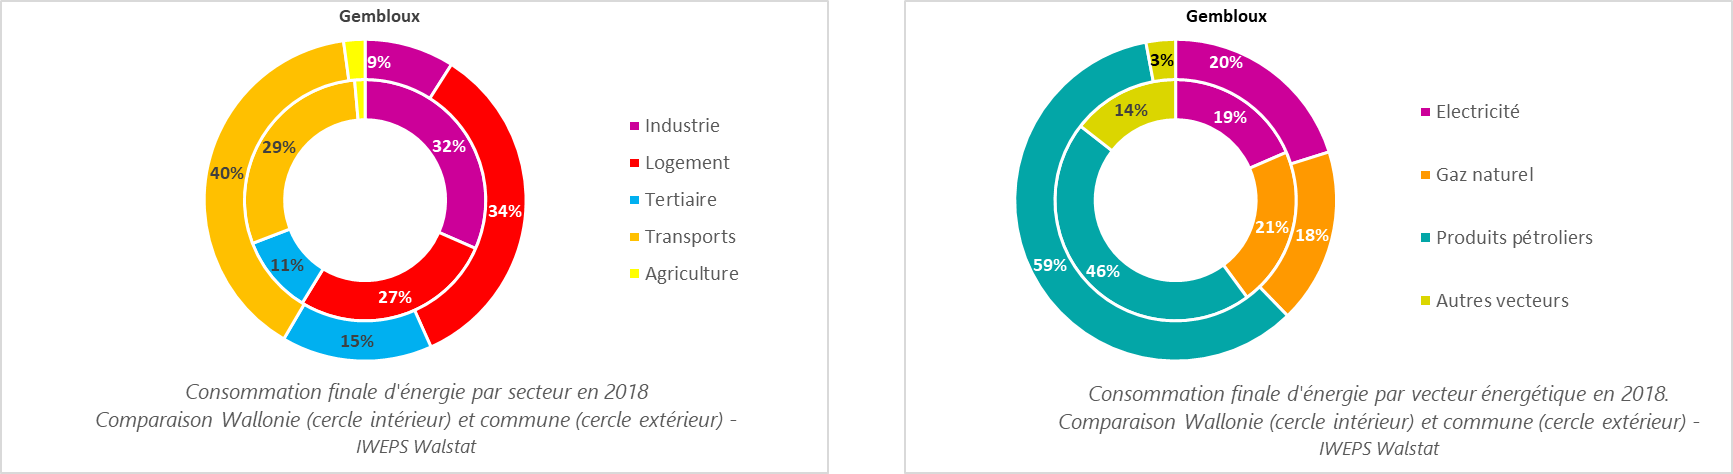 Gembloux
9%
32%
29%
40%
34%
11%
27%
15%
Industrie
Logement
Tertiaire
Transports
Agriculture
Consommation finale d'énergie par secteur en 2018
Comparaison Wallonie (cercle intérieur) et commune (cercle extérieur) -
IWEPS Walstat
Gembloux
3%
20%
14%
19%
21%
18%
59%
46%
Electricité
Gaz naturel
Produits pétroliers
Autres vecteurs
Consommation finale d'énergie par vecteur énergétique en 2018.
Comparaison Wallonie (cercle intérieur) et commune (cercle extérieur) -
IWEPS Walstat